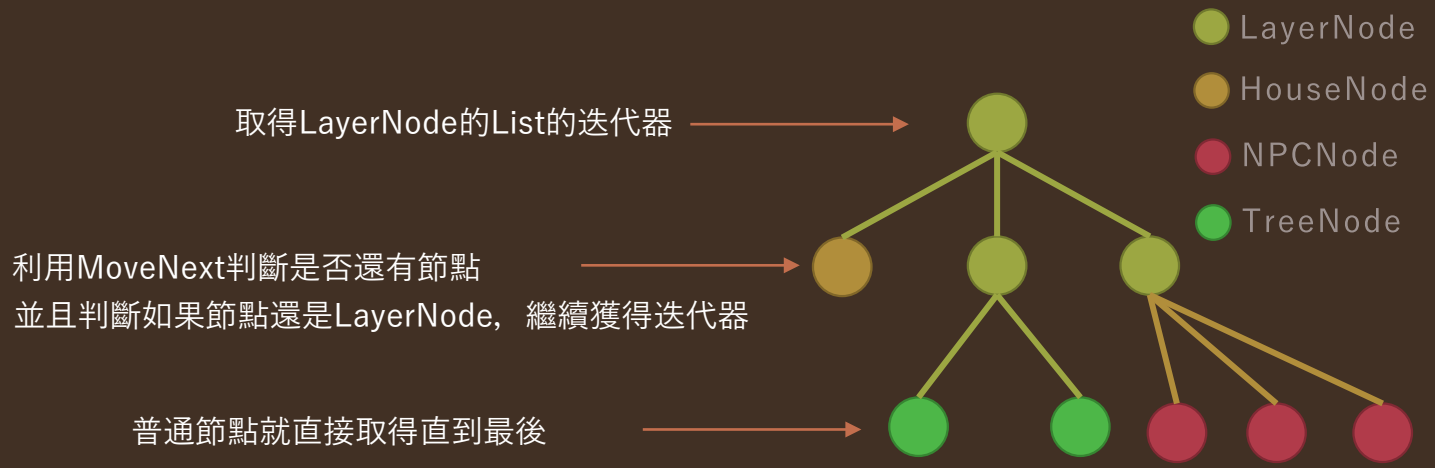 LayerNode
HouseNode
NPCNode
TreeNode
取得LayerNode的List的迭代器
利用MoveNext判斷是否還有節點
並且判斷如果節點還是LayerNode，繼續獲得迭代器
普通節點就直接取得直到最後